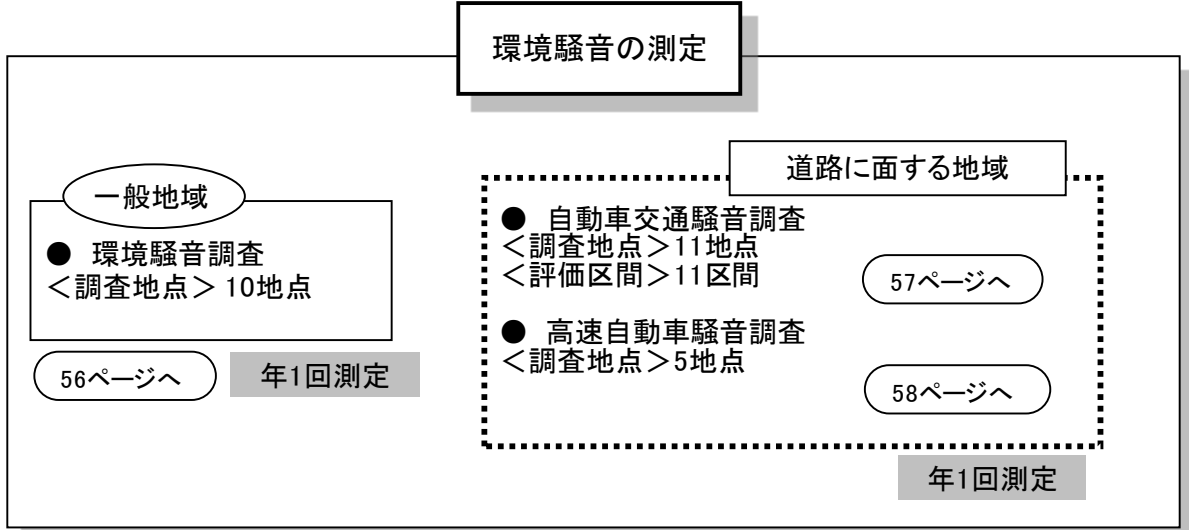 環境騒音の測定
一般地域
● 環境騒音調査
＜調査地点＞ 10地点
56ページへ
年1回測定
道路に面する地域
● 自動車交通騒音調査
＜調査地点＞11地点
＜評価区間＞11区間
57ページへ
● 高速自動車騒音調査
＜調査地点＞5地点
58ページへ
年1回測定